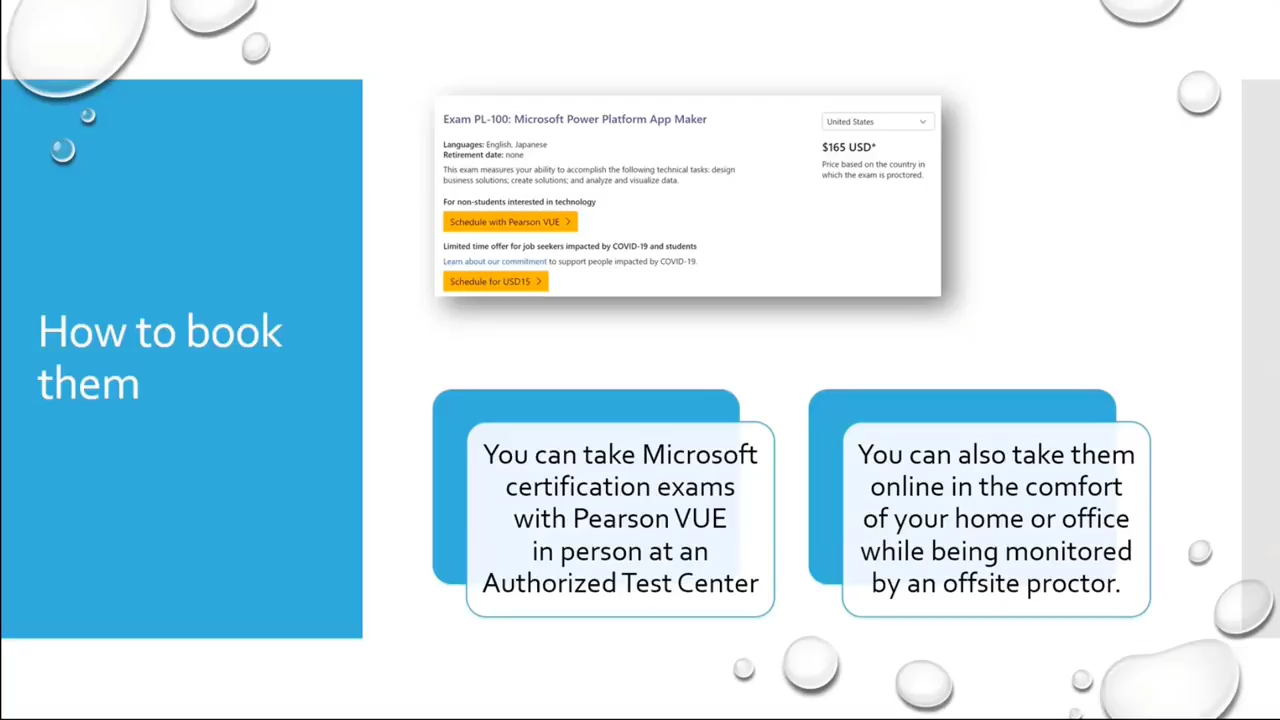 How to book
them
Exam PL-100: Microsoft Power Platform App Maker
Languages: English, Japanese
Retirement date: none
This exam measures your ability to accomplish the following technical tasks: design
business solutions; create solutions; and analyze and visualize data.
For non-students interested in technology
Schedule with Pearson VUE >
Limited time offer for job seekers impacted by COVID-19 and students
Learn about our commitment to support people impacted by COVID-19.
Schedule for USD15 >
United States
$165 USD*
Price based on the country in
which the exam is proctored.
You can take Microsoft
certification exams
with Pearson VUE
in person at an
Authorized Test Center
You can also take them
online in the comfort
of your home or office
while being monitored
by an offsite proctor.